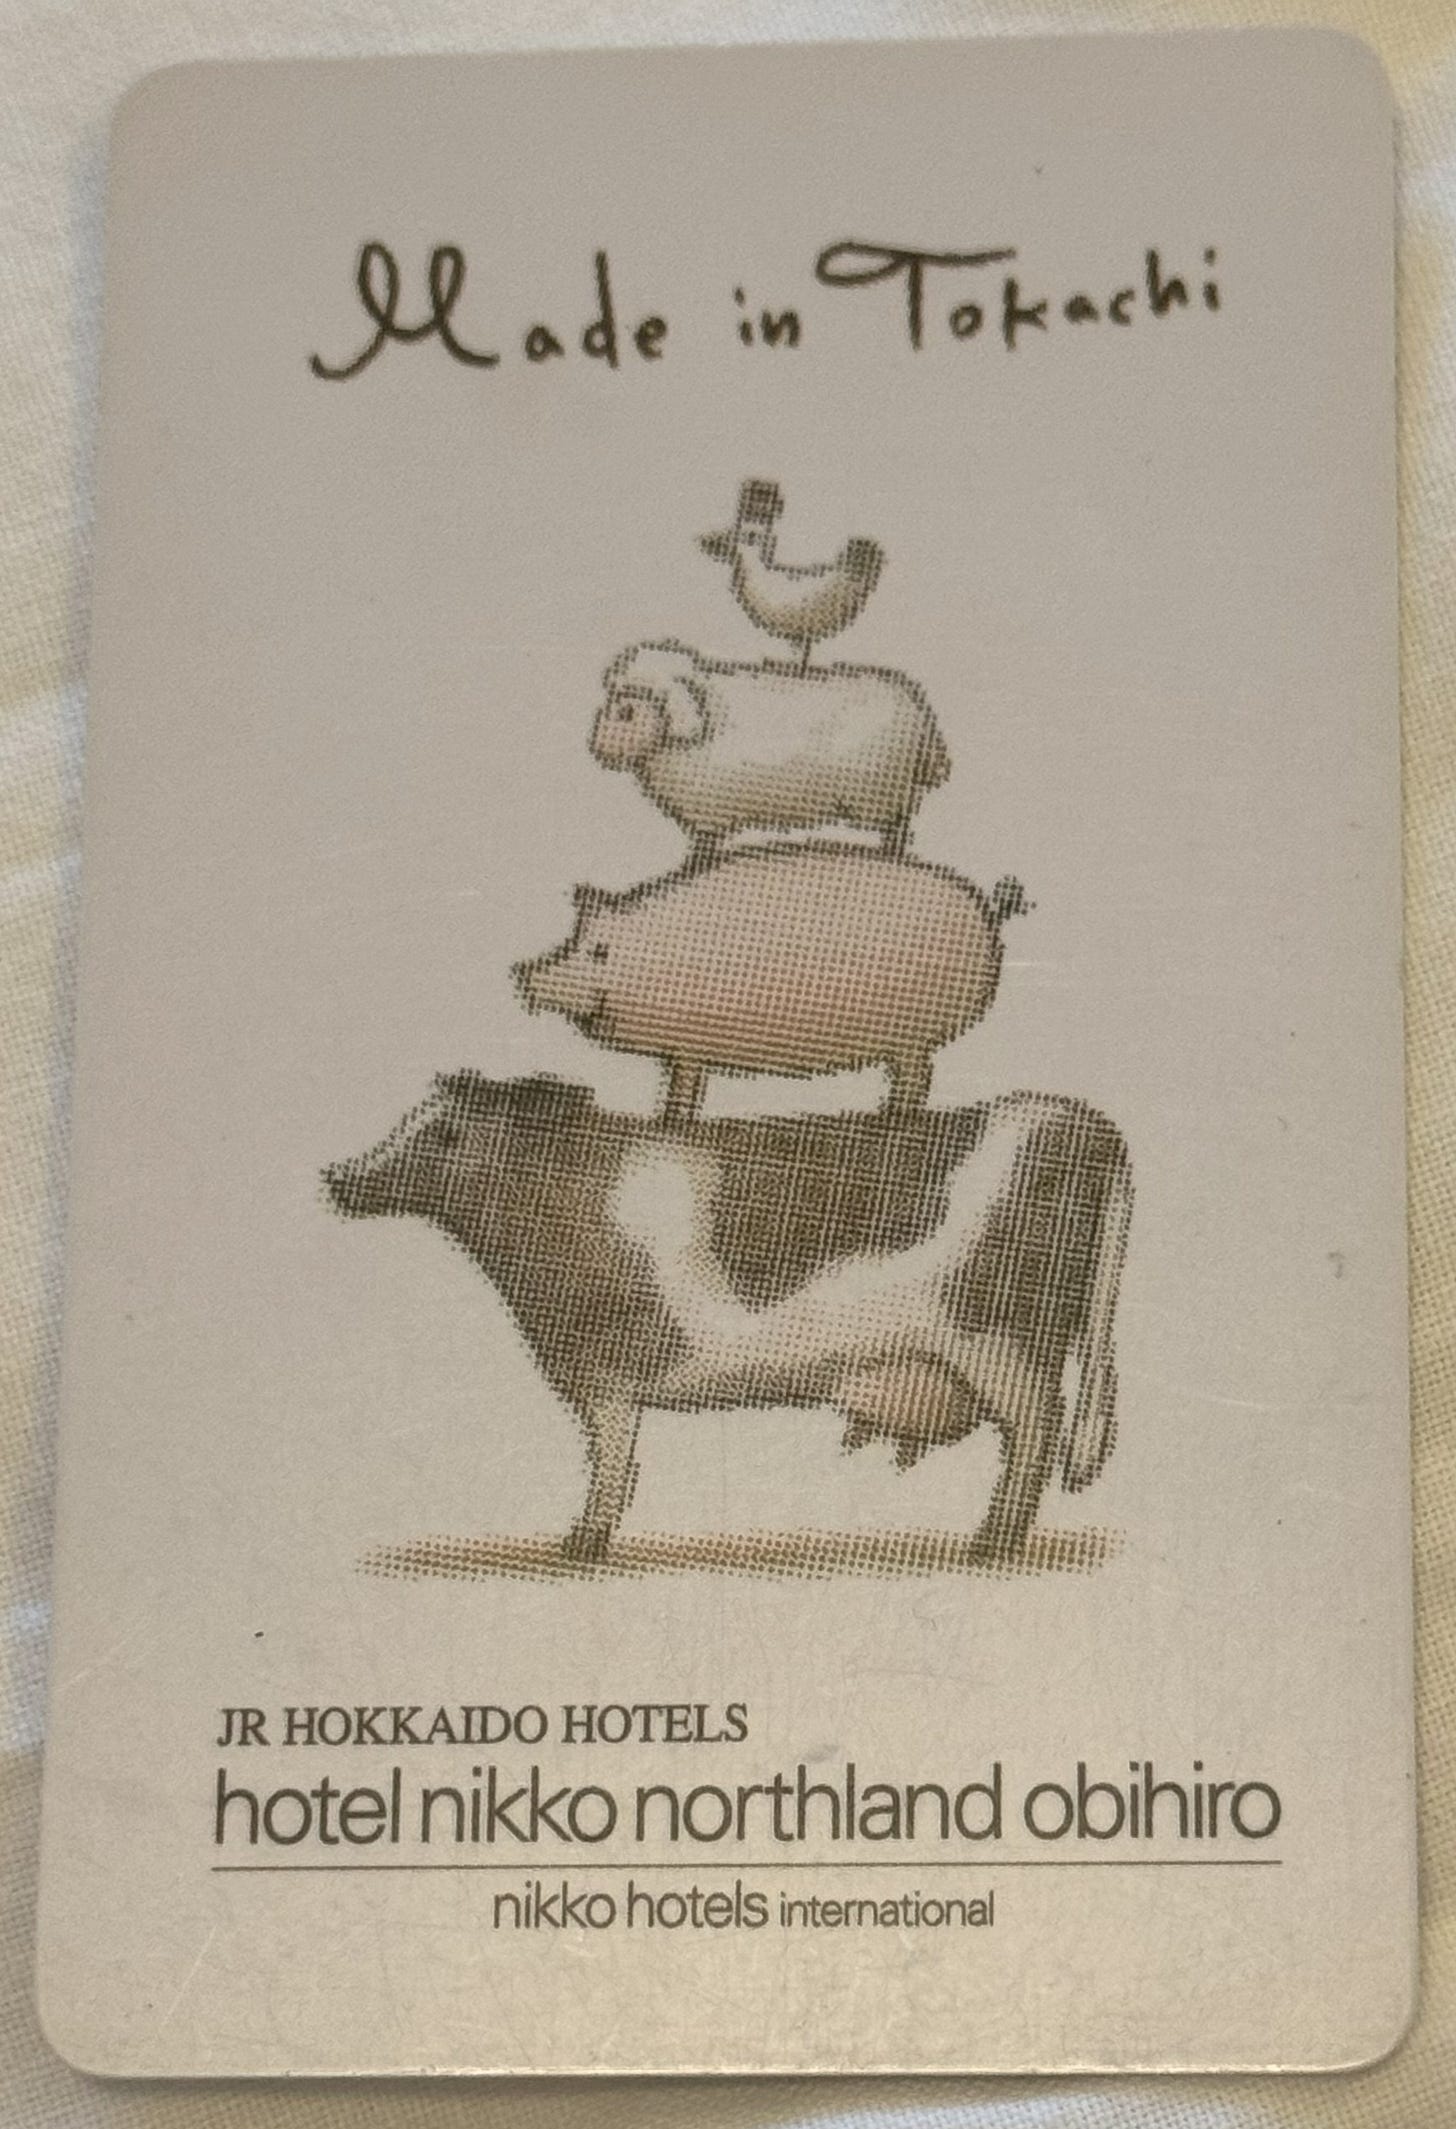 Made in Tokachi
JR HOKKAIDO HOTELS
hotel nikko northland obihiro
nikko hotels international